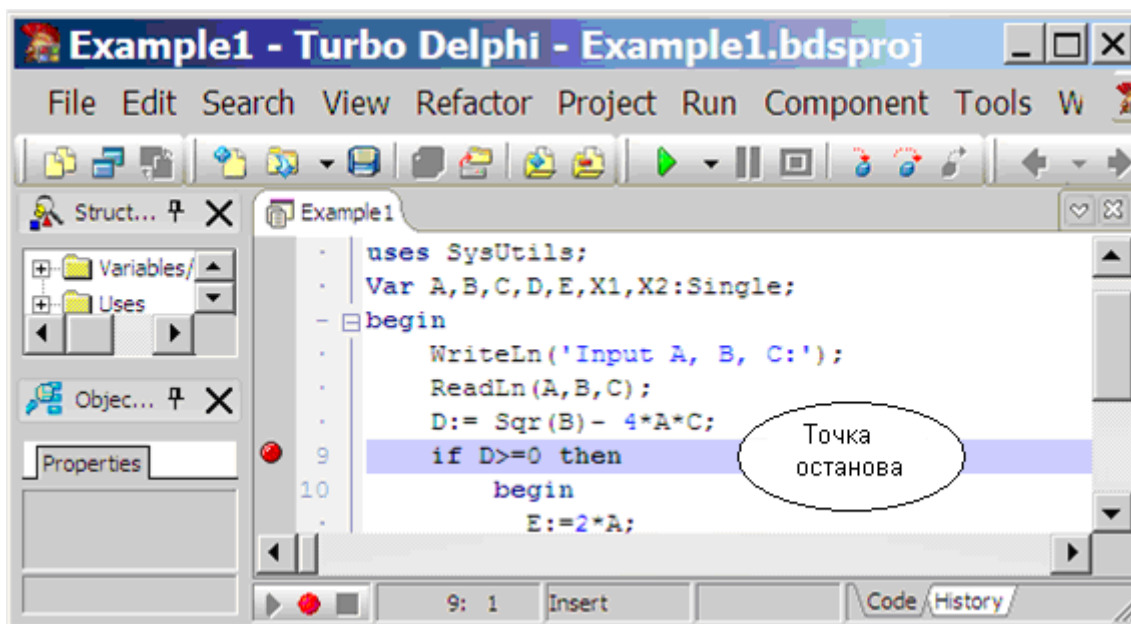 Example1 - Turbo Delphi - Example1.bdsproj
File Edit Search View Refactor Project Run Component Tools W
Struct...
Variables/
Uses
Objec...
Properties
Example1
uses SysUtils;
Var A,B,C,D,E,X1,X2:Single;
begin
WriteLn('Input A, B, C:');
ReadLn(A,B,C);
D:= Sqr(B)- 4*A*C;
9 if D>=0 then
10 begin
E:=2*A;
Точка
останова
9: 1 Insert Code History